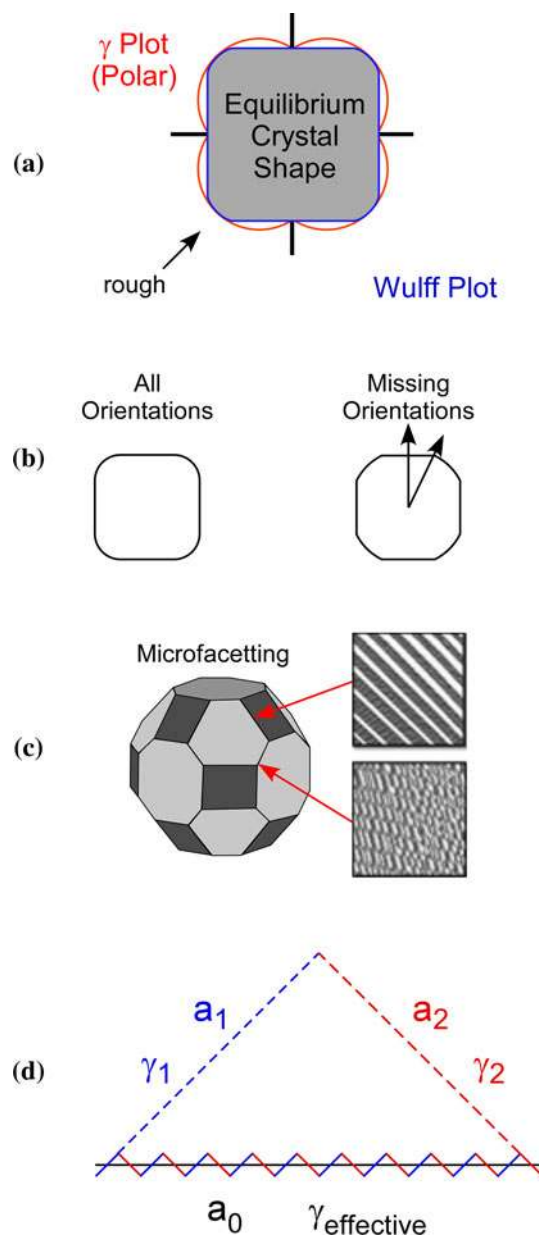 γ Plot
(Polar)
Equilibrium
Crystal
Shape
(a)
rough
Wulff Plot
All
Orientations
Missing
Orientations
(b)
Microfacetting
(c)
a1
a2
(d)
γ1
γ2
a0 γeffective